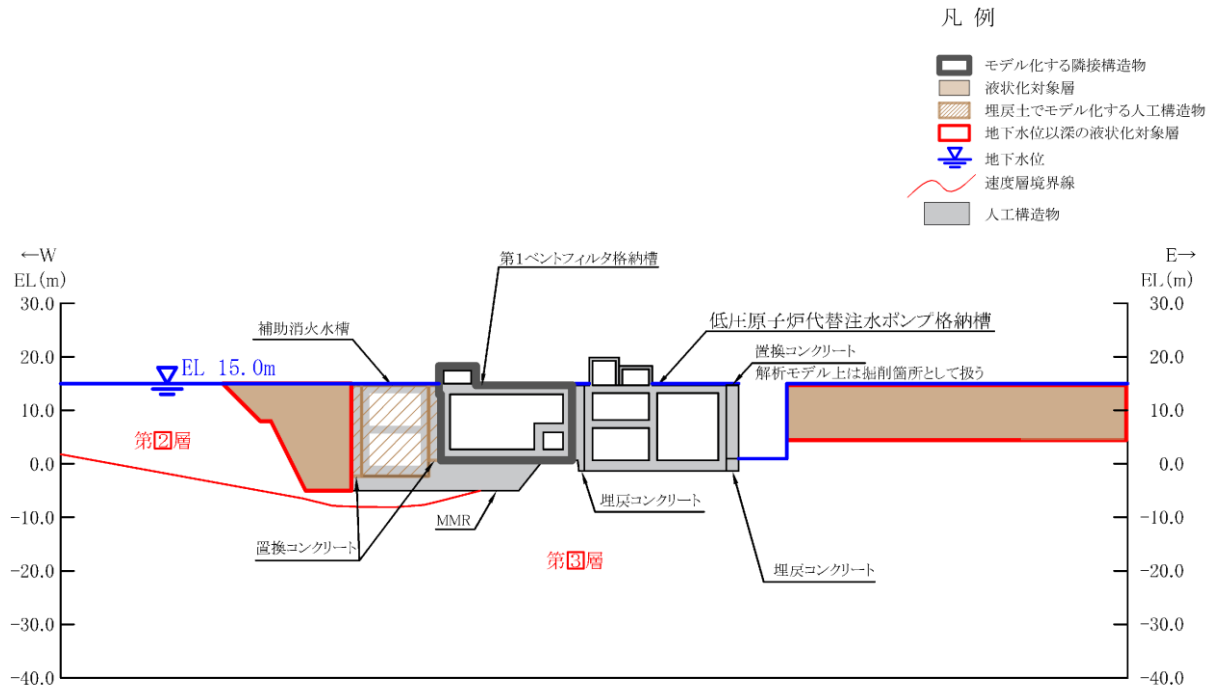 凡 例
モデル化する隣接構造物
液状化対象層
埋戻土でモデル化する人工構造物
地下水位以深の液状化対象層
地下水位
速度層境界線
人工構造物
←W
EL(m)
E→
EL(m)
30.0
20.0
10.0
0.0
-10.0
-20.0
-30.0
-40.0
第1ベントフィルタ格納槽
補助消火水槽
低圧原子炉代替注水ポンプ格納槽
置換コンクリート
解析モデル上は掘削箇所として扱う
EL 15.0m
第②層
埋戻コンクリート
MMR
置換コンクリート
第③層
埋戻コンクリート
30.0
20.0
10.0
0.0
-10.0
-20.0
-30.0
-40.0